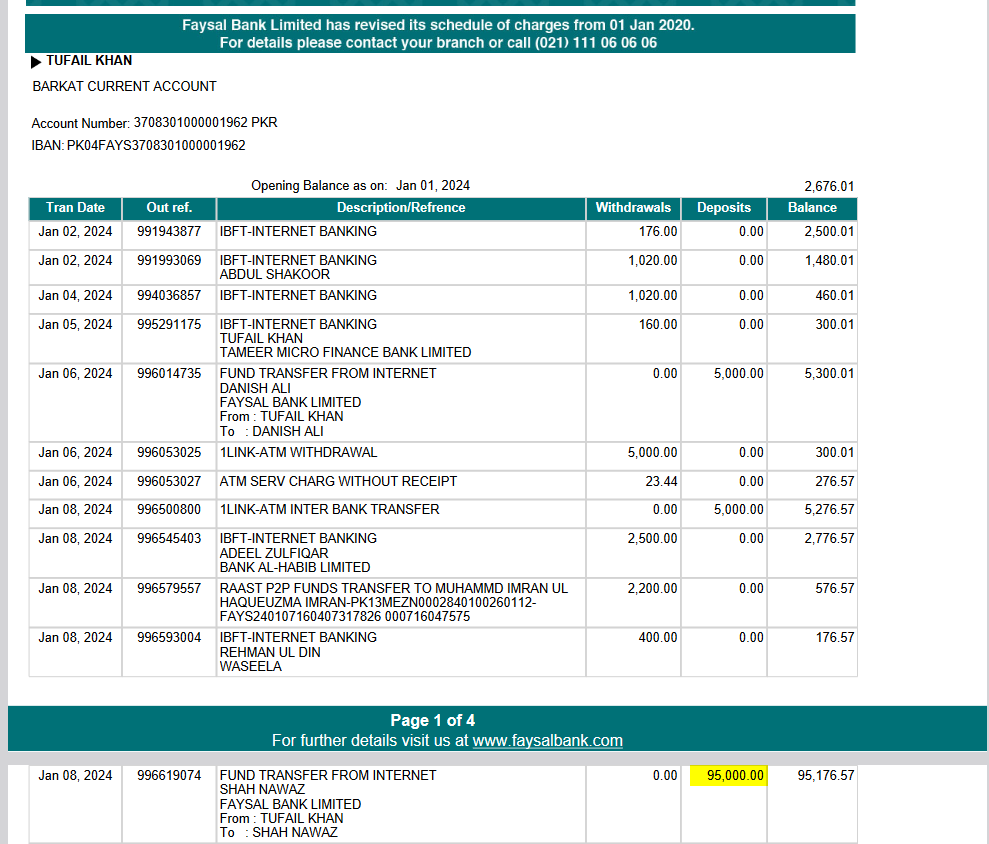 Faysal Bank Limited has revised its schedule of charges from 01 Jan 2020.
For details please contact your branch or call (021) 111 06 06 06
TUFAIL KHAN
BARKAT CURRENT ACCOUNT
Account Number: 3708301000001962 PKR
IBAN: PK04FAYS3708301000001962
Opening Balance as on: Jan 01, 2024 2,676.01
Tran Date Out ref. Description/Refrence Withdrawals Deposits Balance
Jan 02, 2024 991943877 IBFT-INTERNET BANKING 176.00 0.00 2,500.01
Jan 02, 2024 991993069 IBFT-INTERNET BANKING 1,020.00 0.00 1,480.01
ABDUL SHAKOOR
Jan 04, 2024 994036857 IBFT-INTERNET BANKING 1,020.00 0.00 460.01
Jan 05, 2024 995291175 IBFT-INTERNET BANKING 160.00 0.00 300.01
TUFAIL KHAN
TAMEER MICRO FINANCE BANK LIMITED
Jan 06, 2024 996014735 FUND TRANSFER FROM INTERNET 0.00 5,000.00 5,300.01
DANISH ALI
FAYSAL BANK LIMITED
From : TUFAIL KHAN
To : DANISH ALI
Jan 06, 2024 996053025 1LINK-ATM WITHDRAWAL 5,000.00 0.00 300.01
Jan 06, 2024 996053027 ATM SERV CHARG WITHOUT RECEIPT 23.44 0.00 276.57
Jan 08, 2024 996500800 1LINK-ATM INTER BANK TRANSFER 0.00 5,000.00 5,276.57
Jan 08, 2024 996545403 IBFT-INTERNET BANKING 2,500.00 0.00 2,776.57
ADEEL ZULFIQAR
BANK AL-HABIB LIMITED
Jan 08, 2024 996579557 RAAST P2P FUNDS TRANSFER TO MUHAMMD IMRAN UL 2,200.00 0.00 576.57
HAQUEUZMA IMRAN-PK13MEZN0002840100260112-
FAYS240107160407317826 000716047575
Jan 08, 2024 996593004 IBFT-INTERNET BANKING 400.00 0.00 176.57
REHMAN UL DIN
WASEELA
Page 1 of 4
For further details visit us at www.faysalbank.com
Jan 08, 2024 996619074 FUND TRANSFER FROM INTERNET 0.00 95,000.00 95,176.57
SHAH NAWAZ
FAYSAL BANK LIMITED
From : TUFAIL KHAN
To : SHAH NAWAZ